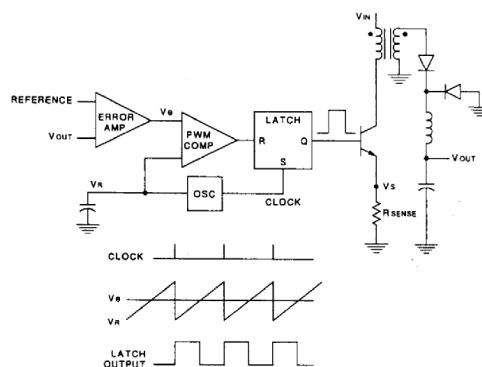 VIN
REFERENCE
ERROR
AMP
Ve
VOUT
PWM
COMP
LATCH
R
Q
S
VR
OSC
CLOCK
VS
RSENSE
VOUT
CLOCK
Ve
VR
LATCH
OUTPUT